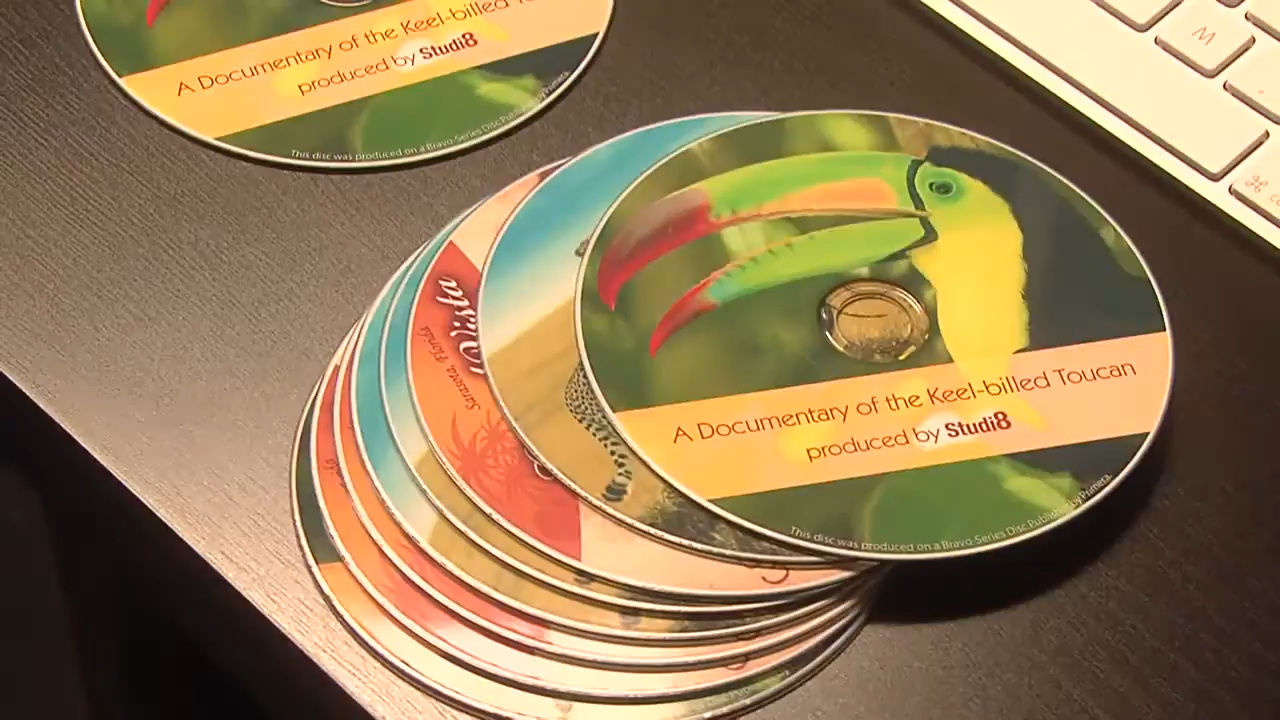 A Documentary of the Keel-billed
produced by Studi8
This disc was produced on a Bravo-Series Disc Publisher by Primera.
W
⌘
Vista
Sarasota, Florida
A Documentary of the Keel-billed Toucan
produced by Studi8
This disc was produced on a Bravo-Series Disc Publisher by Primera.